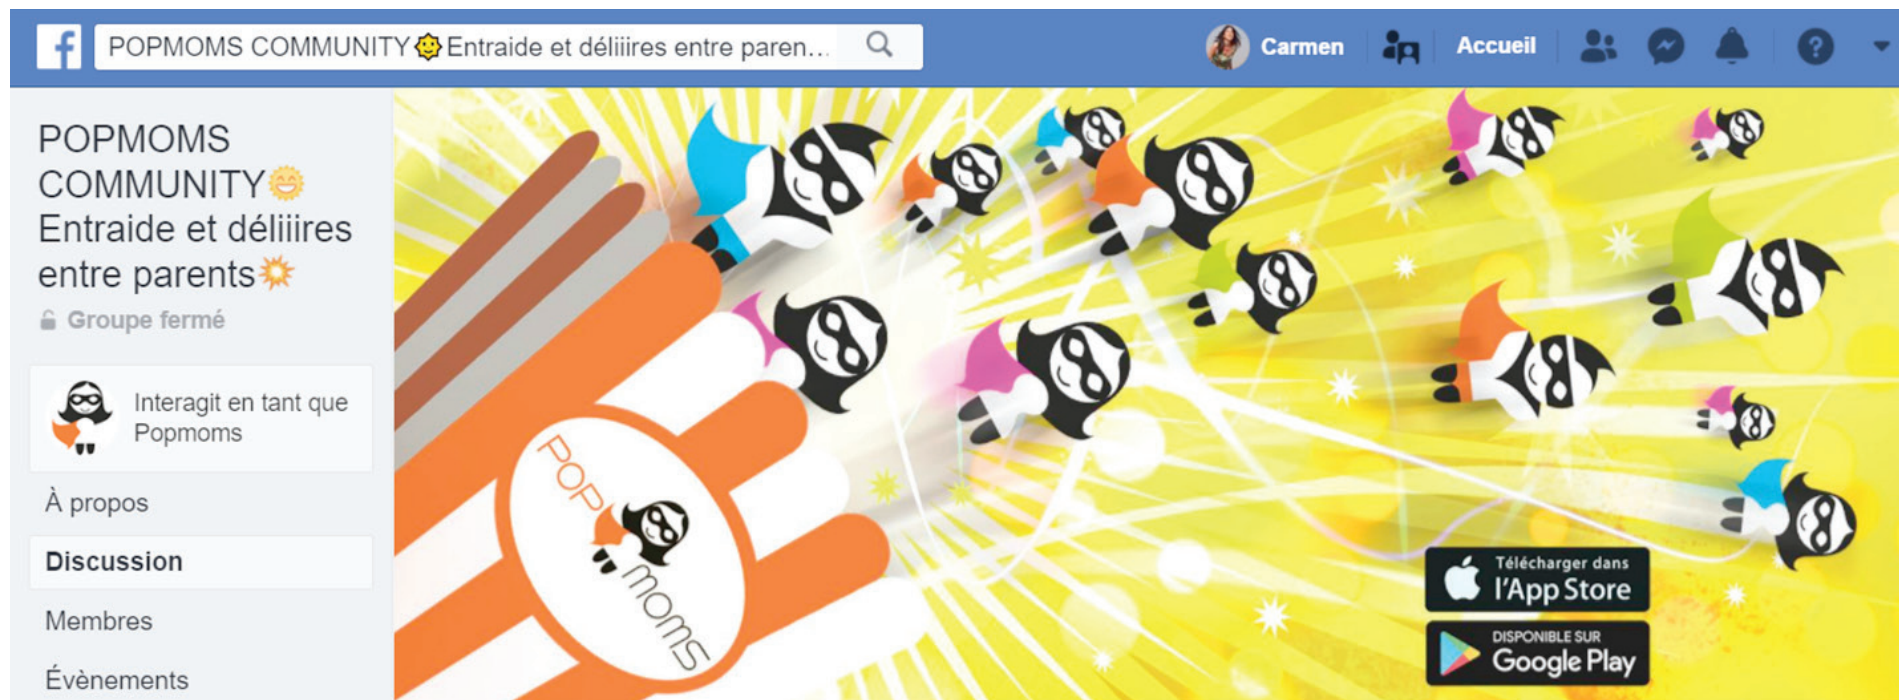 POPMOMS COMMUNITY🌞Entraide et déliiires entre paren...
Carmen
Accueil
POPMOMS
COMMUNITY😁
Entraide et déliiires
entre parents💥
Groupe fermé
Interagit en tant que
Popmoms
À propos
Discussion
Membres
Évènements
POP
MOMS
Télécharger dans
l'App Store
DISPONIBLE SUR
Google Play